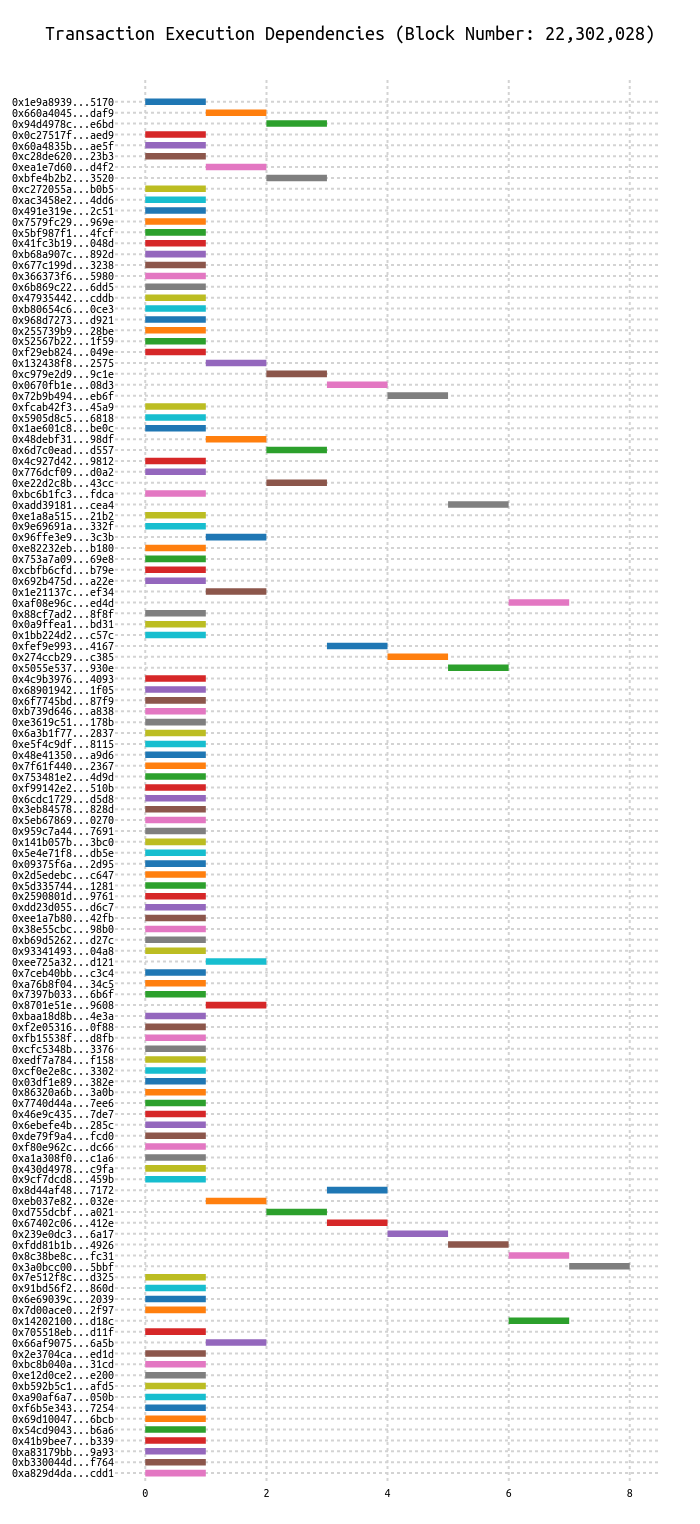 Transaction Execution Dependencies (Block Number: 22,302,028)
0x1e9a8939...5170
0x660a4045...daf9
0x94d4978c...e6bd
0x0c27517f...aed9
0x60a4835b...ae5f
0xc28de620...23b3
0xea1e7d60...d4f2
0xbfe4b2b2...3520
0xc272055a...b0b5
0xac3458e2...4dd6
0x491e319e...2c51
0x7579fc29...969e
0x5bf987f1...4fcf
0x41fc3b19...048d
0xb68a907c...892d
0x677c199d...3238
0x366373f6...5980
0x6b869c22...6dd5
0x47935442...cddb
0xb80654c6...0ce3
0x968d7273...d921
0x255739b9...28be
0x52567b22...1f59
0xf29eb824...049e
0x132438f8...2575
0xc979e2d9...9c1e
0x0670fb1e...08d3
0x72b9b494...eb6f
0xfcab42f3...45a9
0x5905d8c5...6818
0x1ae601c8...be0c
0x48debf31...98df
0x6d7c0ead...d557
0x4c927d42...9812
0x776dcf09...d0a2
0xe22d2c8b...43cc
0xbc6b1fc3...fdca
0xadd39181...cea4
0xe1a8a515...21b2
0x9e69691a...332f
0x96ffe3e9...3c3b
0xe82232eb...b180
0x753a7a09...69e8
0xcbfb6cfd...b79e
0x692b475d...a22e
0x1e21137c...ef34
0xaf08e96c...ed4d
0x88cf7ad2...8f8f
0x0a9ffea1...bd31
0x1bb224d2...c57c
0xfef9e993...4167
0x274ccb29...c385
0x5055e537...930e
0x4c9b3976...4093
0x68901942...1f05
0x6f7745bd...87f9
0xb739d646...a838
0xe3619c51...178b
0x6a3b1f77...2837
0xe5f4c9df...8115
0x48e41350...a9d6
0x7f61f440...2367
0x753481e2...4d9d
0xf99142e2...510b
0x6cdc1729...d5d8
0x3eb84578...828d
0x5eb67869...0270
0x959c7a44...7691
0x141b057b...3bc0
0x5e4e71f8...db5e
0x09375f6a...2d95
0x2d5edebc...c647
0x5d335744...1281
0x2590801d...9761
0xdd23d055...d6c7
0xee1a7b80...42fb
0x38e55cbc...98b0
0xb69d5262...d27c
0x93341493...04a8
0xee725a32...d121
0x7ceb40bb...c3c4
0xa76b8f04...34c5
0x7397b033...6b6f
0x8701e51e...9608
0xbaa18d8b...4e3a
0xf2e05316...0f88
0xfb15538f...d8fb
0xcfc5348b...3376
0xedf7a784...f158
0xcf0e2e8c...3302
0x03df1e89...382e
0x86320a6b...3a0b
0x7740d44a...7ee6
0x46e9c435...7de7
0x6ebefe4b...285c
0xde79f9a4...fcd0
0xf80e962c...dc66
0xa1a308f0...c1a6
0x430d4978...c9fa
0x9cf7dcd8...459b
0x8d44af48...7172
0xeb037e82...032e
0xd755dcbf...a021
0x67402c06...412e
0x239e0dc3...6a17
0xfdd81b1b...4926
0x8c38be8c...fc31
0x3a0bcc00...5bbf
0x7e512f8c...d325
0x91bd56f2...860d
0x6e69039c...2039
0x7d00ace0...2f97
0x14202100...d18c
0x705518eb...d11f
0x66af9075...6a5b
0x2e3704ca...ed1d
0xbc8b040a...31cd
0xe12d0ce2...e200
0xb592b5c1...afd5
0xa90af6a7...050b
0xf6b5e343...7254
0x69d10047...6bcb
0x54cd9043...b6a6
0x41b9bee7...b339
0xa83179bb...9a93
0xb330044d...f764
0xa829d4da...cdd1
0 2 4 6 8